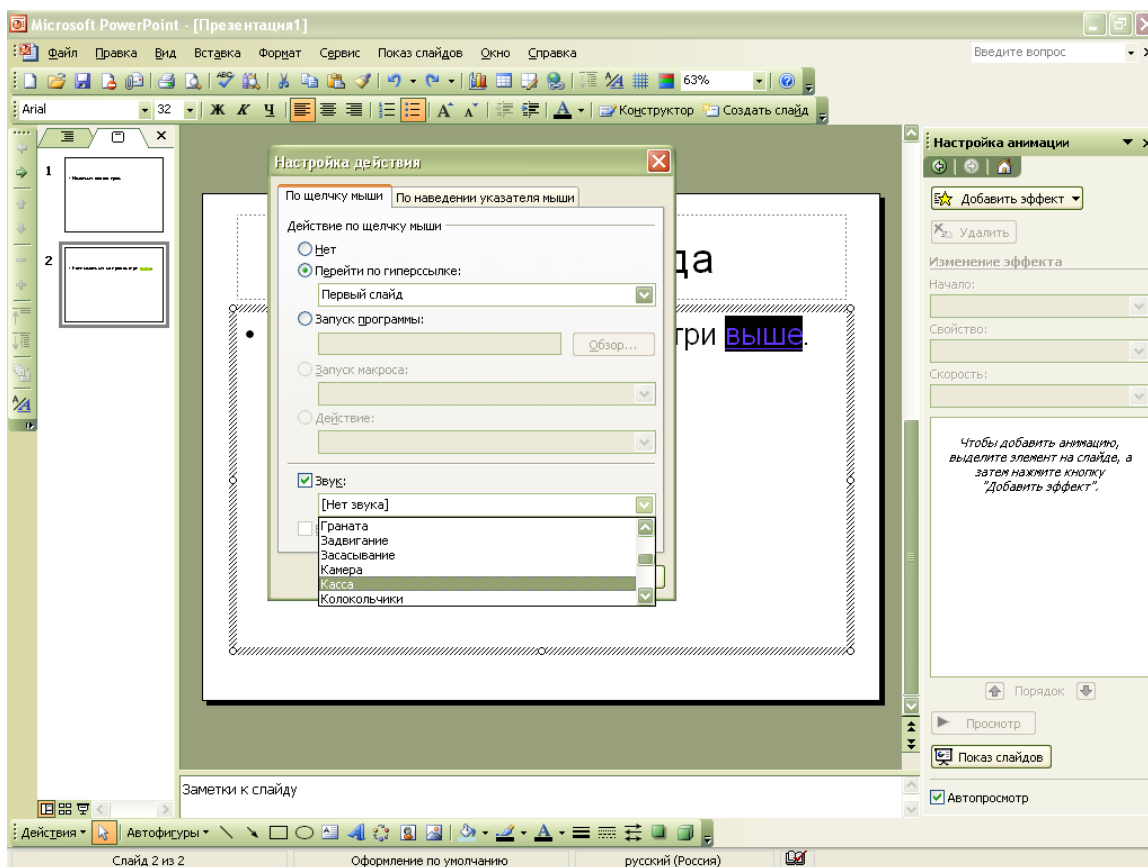 Microsoft PowerPoint - [Презентация1]
Файл Правка Вид Вставка Формат Сервис Показ слайдов Окно Справка Введите вопрос
63%
Arial 32 Ж К Ч Конструктор Создать слайд
Настройка действия
По щелчку мыши По наведении указателя мыши
Действие по щелчку мыши
Нет
Перейти по гиперссылке:
Первый слайд
Запуск программы:
Обзор...
Запуск макроса:
Действие:
Звук:
[Нет звука]
Граната
Задвигание
Засасывание
Камера
Касса
Колокольчики
1
2
да
три выше.
Настройка анимации
Добавить эффект
Удалить
Изменение эффекта
Начало:
Свойство:
Скорость:
Чтобы добавить анимацию,
выделите элемент на слайде, а
затем нажмите кнопку
"Добавить эффект".
Порядок
Просмотр
Показ слайдов
Автопросмотр
Заметки к слайду
Действия Автофигуры
Слайд 2 из 2 Оформление по умолчанию русский (Россия)